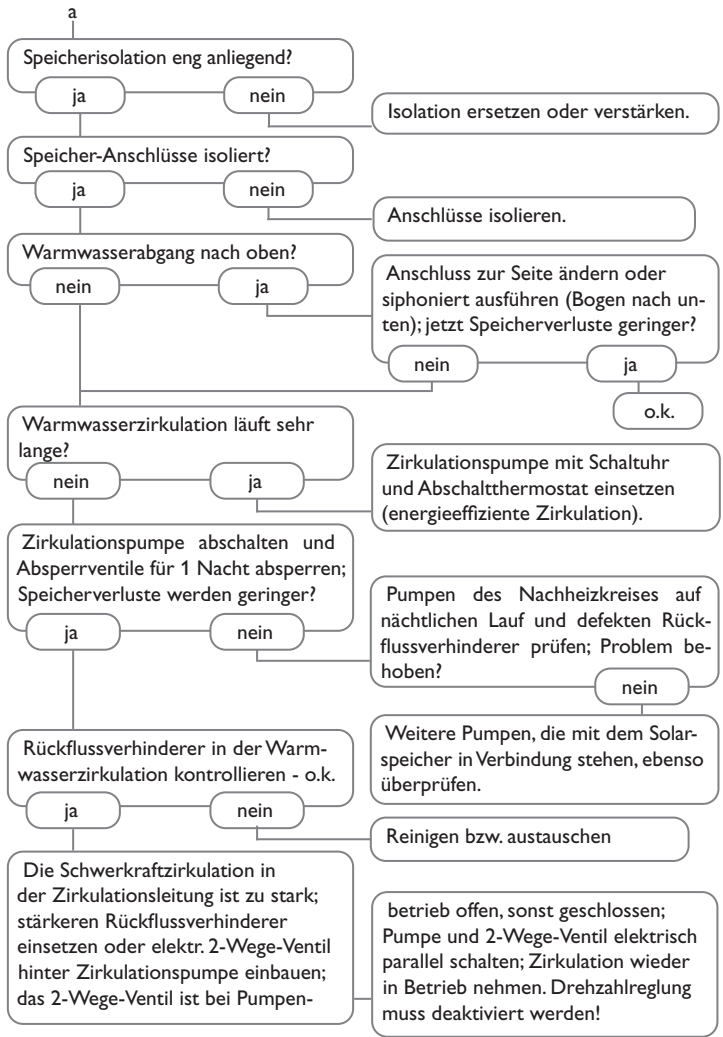 a
Speicherisolation eng anliegend?
ja
nein
Isolation ersetzen oder verstärken.
Speicher-Anschlüsse isoliert?
ja
nein
Anschlüsse isolieren.
Warmwasserabgang nach oben?
nein
ja
Anschluss zur Seite ändern oder
siphoniert ausführen (Bogen nach un-
ten); jetzt Speicherverluste geringer?
nein
ja
o.k.
Warmwasserzirkulation läuft sehr
lange?
nein
ja
Zirkulationspumpe mit Schaltuhr
und Abschaltthermostat einsetzen
(energieeffiziente Zirkulation).
Zirkulationspumpe abschalten und
Absperrventile für 1 Nacht absperren;
Speicherverluste werden geringer?
ja
nein
Pumpen des Nachheizkreises auf
nächtlichen Lauf und defekten Rück-
flussverhinderer prüfen; Problem be-
hoben?
nein
Weitere Pumpen, die mit dem Solar-
speicher in Verbindung stehen, ebenso
überprüfen.
Rückflussverhinderer in der Warm-
wasserzirkulation kontrollieren - o.k.
ja
nein
Reinigen bzw. austauschen
Die Schwerkraftzirkulation in
der Zirkulationsleitung ist zu stark;
stärkeren Rückflussverhinderer
einsetzen oder elektr. 2-Wege-Ventil
hinter Zirkulationspumpe einbauen;
das 2-Wege-Ventil ist bei Pumpen-
betrieb offen, sonst geschlossen;
Pumpe und 2-Wege-Ventil elektrisch
parallel schalten; Zirkulation wieder
in Betrieb nehmen. Drehzahlreglung
muss deaktiviert werden!